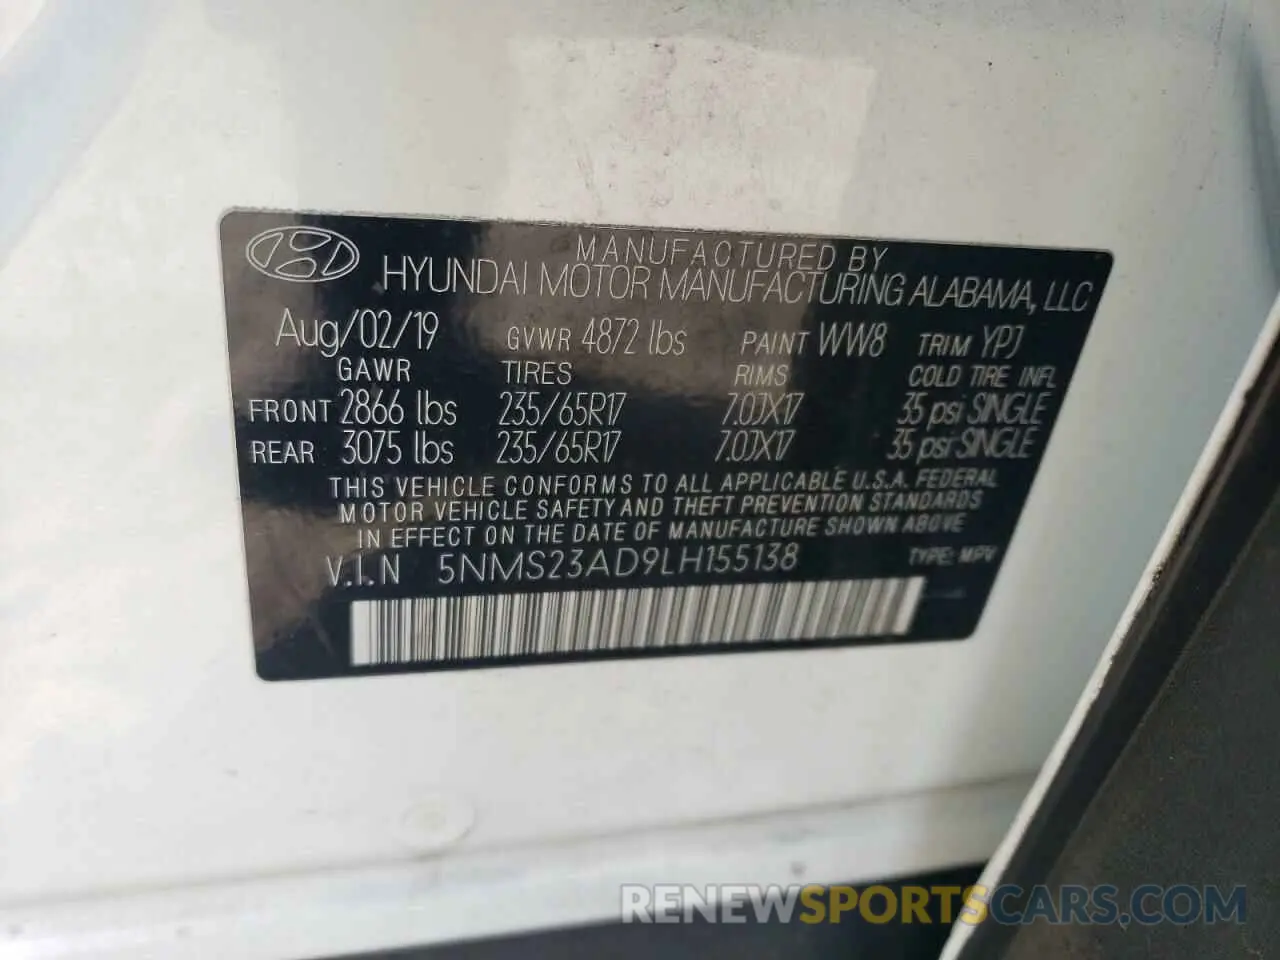 MANUFACTURED BY
HYUNDAI MOTOR MANUFACTURING ALABAMA, LLC
Aug/02/19 GVWR 4872 lbs PAINT WW8 TRIM YPJ
GAWR TIRES RIMS COLD TIRE INFL
FRONT 2866 lbs 235/65R17 7.0JX17 35 psi SINGLE
REAR 3075 lbs 235/65R17 7.0JX17 35 psi SINGLE
THIS VEHICLE CONFORMS TO ALL APPLICABLE U.S.A. FEDERAL
MOTOR VEHICLE SAFETY AND THEFT PREVENTION STANDARDS
IN EFFECT ON THE DATE OF MANUFACTURE SHOWN ABOVE
V.I.N 5NMS23AD9LH155138 TYPE: MPV
RENEWSPORTSCARS.COM